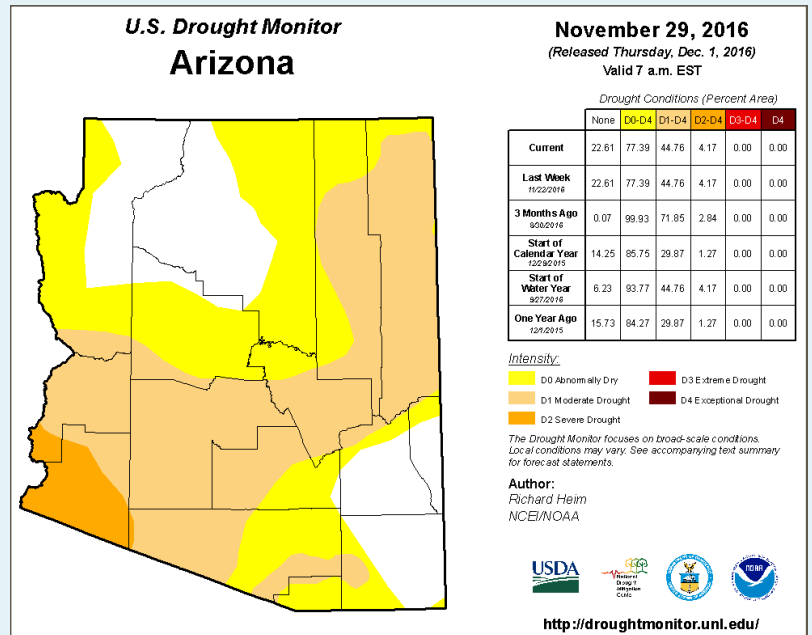 U.S. Drought Monitor
Arizona
November 29, 2016
(Released Thursday, Dec. 1, 2016)
Valid 7 a.m. EST
Drought Conditions (Percent Area)
None D0-D4 D1-D4 D2-D4 D3-D4 D4
Current 22.61 77.39 44.76 4.17 0.00 0.00
Last Week
11/22/2016 22.61 77.39 44.76 4.17 0.00 0.00
3 Months Ago
8/30/2016 0.07 99.93 71.85 2.84 0.00 0.00
Start of
Calendar Year
12/29/2015 14.25 85.75 29.87 1.27 0.00 0.00
Start of
Water Year
9/27/2016 6.23 93.77 44.76 4.17 0.00 0.00
One Year Ago
12/1/2015 15.73 84.27 29.87 1.27 0.00 0.00
Intensity:
D0 Abnormally Dry D3 Extreme Drought
D1 Moderate Drought D4 Exceptional Drought
D2 Severe Drought
The Drought Monitor focuses on broad-scale conditions.
Local conditions may vary. See accompanying text summary
for forecast statements.
Author:
Richard Heim
NCEI/NOAA
USDA
National
Drought
Mitigation
Center
NOAA
http://droughtmonitor.unl.edu/